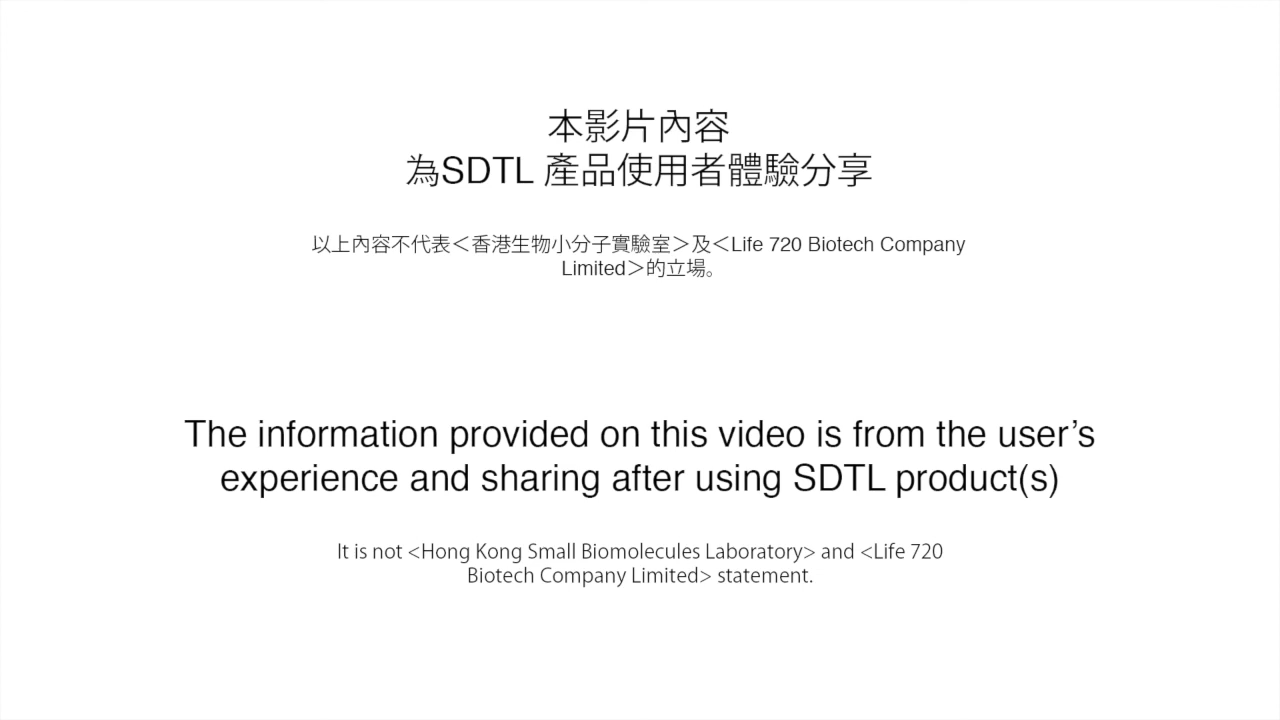 本影片內容
為SDTL 產品使用者體驗分享
以上內容不代表＜香港生物小分子實驗室＞及＜Life 720 Biotech Company
Limited＞的立場。
The information provided on this video is from the user’s
experience and sharing after using SDTL product(s)
It is not <Hong Kong Small Biomolecules Laboratory> and <Life 720
Biotech Company Limited> statement.